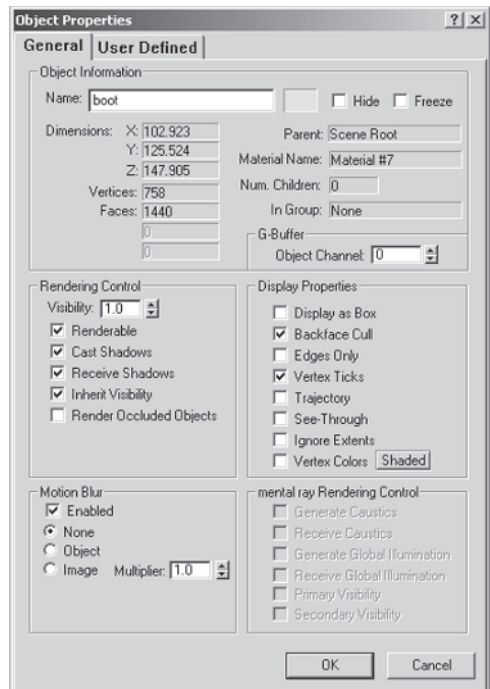 Object Properties
General User Defined
Object Information
Name: boot Hide Freeze
Dimensions: X: 102.923
Y: 125.524
Z: 147.905
Vertices: 758
Faces: 1440
0
0
Parent: Scene Root
Material Name: Material #7
Num. Children: 0
In Group: None
G-Buffer
Object Channel: 0
Rendering Control
Visibility: 1.0
Renderable
Cast Shadows
Receive Shadows
Inherit Visibility
Render Occluded Objects
Display Properties
Display as Box
Backface Cull
Edges Only
Vertex Ticks
Trajectory
See-Through
Ignore Extents
Vertex Colors Shaded
Motion Blur
Enabled
None
Object
Image Multiplier: 1.0
mental ray Rendering Control
Generate Caustics
Receive Caustics
Generate Global Illumination
Receive Global Illumination
Primary Visibility
Secondary Visibility
OK Cancel